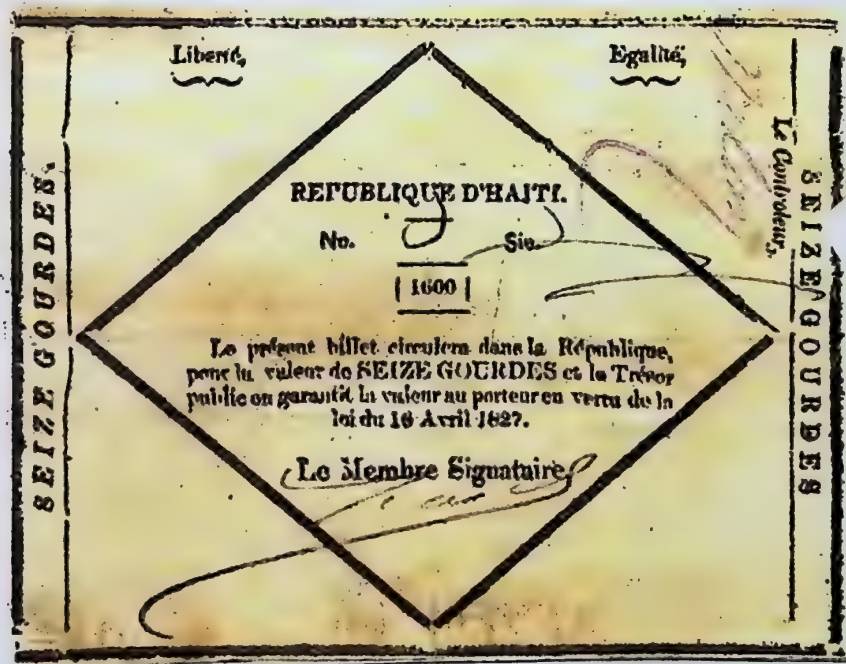 Liberté, Egalité,
SEIZE GOURDES.
REPUBLIQUE D'HAITI.
No. Sie.
[ 1600 ]
Le présent billet circulera dans la République,
pour la valeur de SEIZE GOURDES et le Trésor
public en garantit la valeur au porteur en vertu de la
loi du 16 Avril 1827.
Le Membre Signataire,
Le Controleur,
SEIZE GOURDES